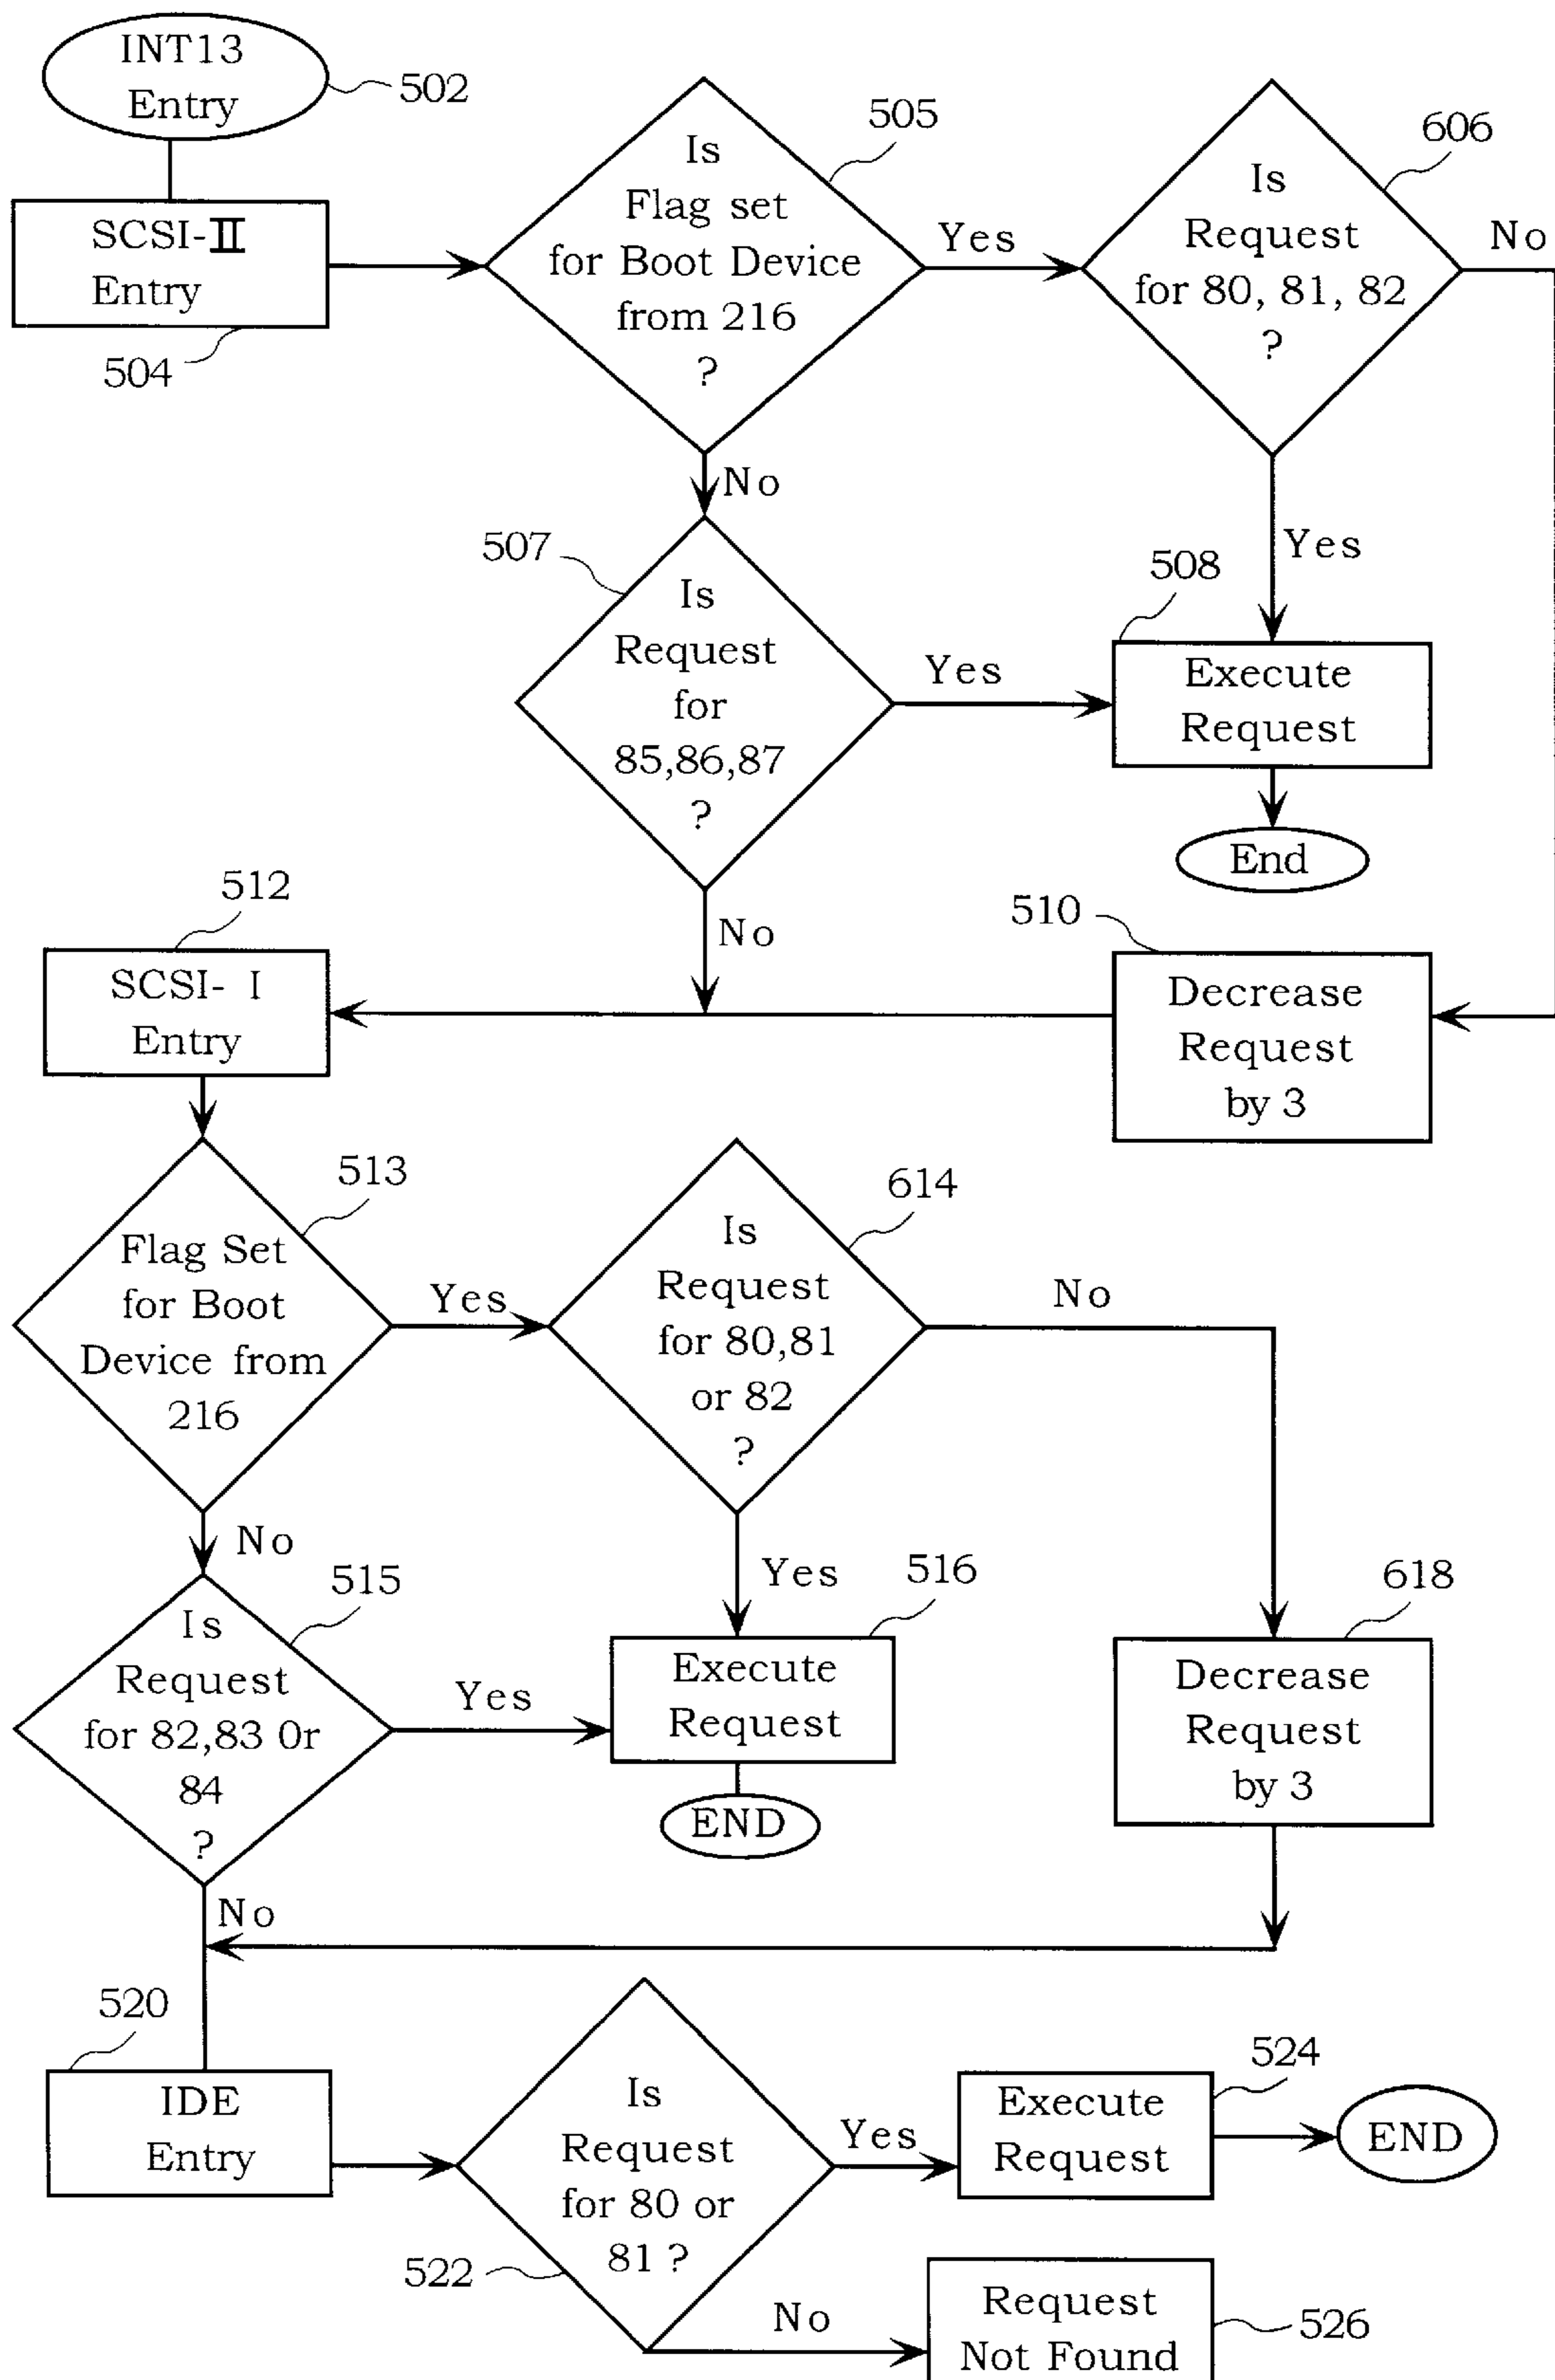 INT13
Entry
502
SCSI-II
Entry
504
Is
Flag set
for Boot Device
from 216
?
505
Yes
No
Is
Request
for 80, 81, 82
?
606
No
Yes
507
Is
Request
for
85,86,87
?
Yes
No
508
Execute
Request
End
510
Decrease
Request
by 3
512
SCSI- I
Entry
513
Flag Set
for Boot
Device from
216
Yes
No
614
Is
Request
for 80,81
or 82
?
No
Yes
515
Is
Request
for 82,83 Or
84
?
Yes
No
516
Execute
Request
END
618
Decrease
Request
by 3
520
IDE
Entry
Is
Request
for 80 or
81 ?
522
Yes
No
524
Execute
Request
END
Request
Not Found
526